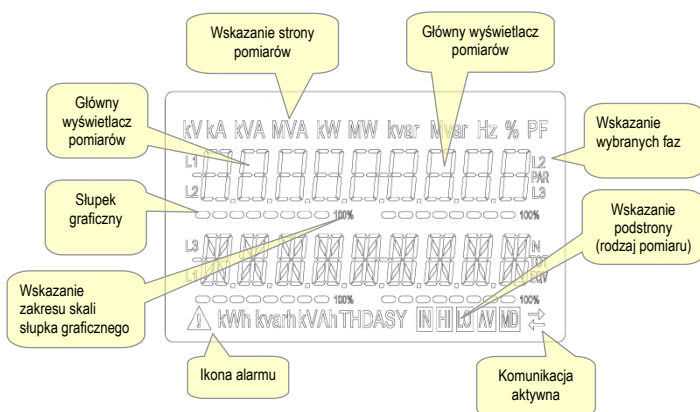 Wskazanie strony
pomiarów
Główny wyświetlacz
pomiarów
Główny
wyświetlacz
pomiarów
kV kA kVA MVA kW MW kvar Mvar Hz % PF
Wskazanie
wybranych faz
L1
L2
L2
PAR
L3
Słupek
graficzny
100%
100%
Wskazanie
podstrony
(rodzaj pomiaru)
L3
L1
N
TOT
EQV
Wskazanie
zakresu skali
słupka graficznego
100%
100%
kWh kvarh kVAh THDASY IN HI LO AV MD
Ikona alarmu
Komunikacja
aktywna